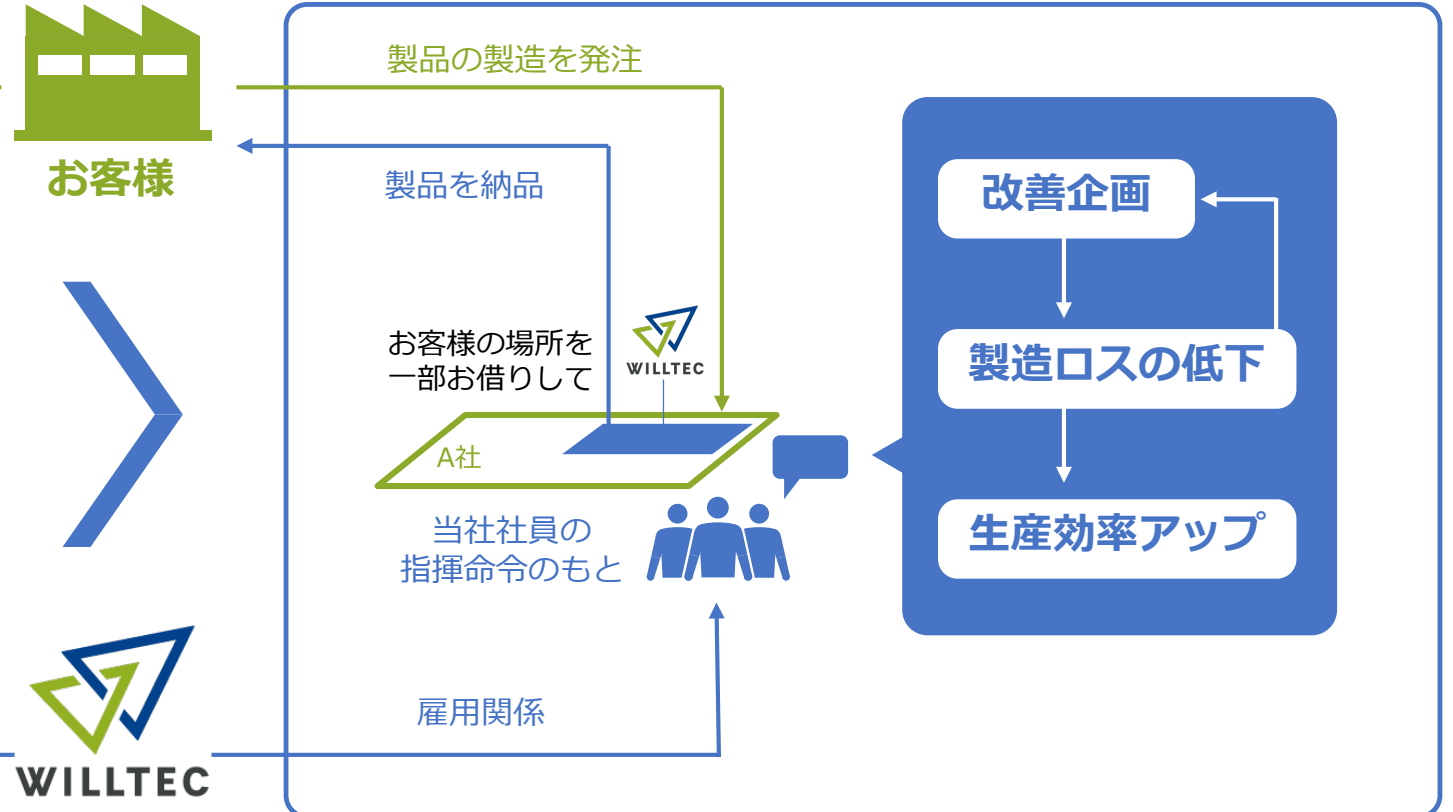 製品の製造を発注
お客様
製品を納品
改善企画
お客様の場所を
一部お借りして
WILLTEC
製造ロスの低下
A社
当社社員の
指揮命令のもと
生産効率アップ
雇用関係
WILLTEC